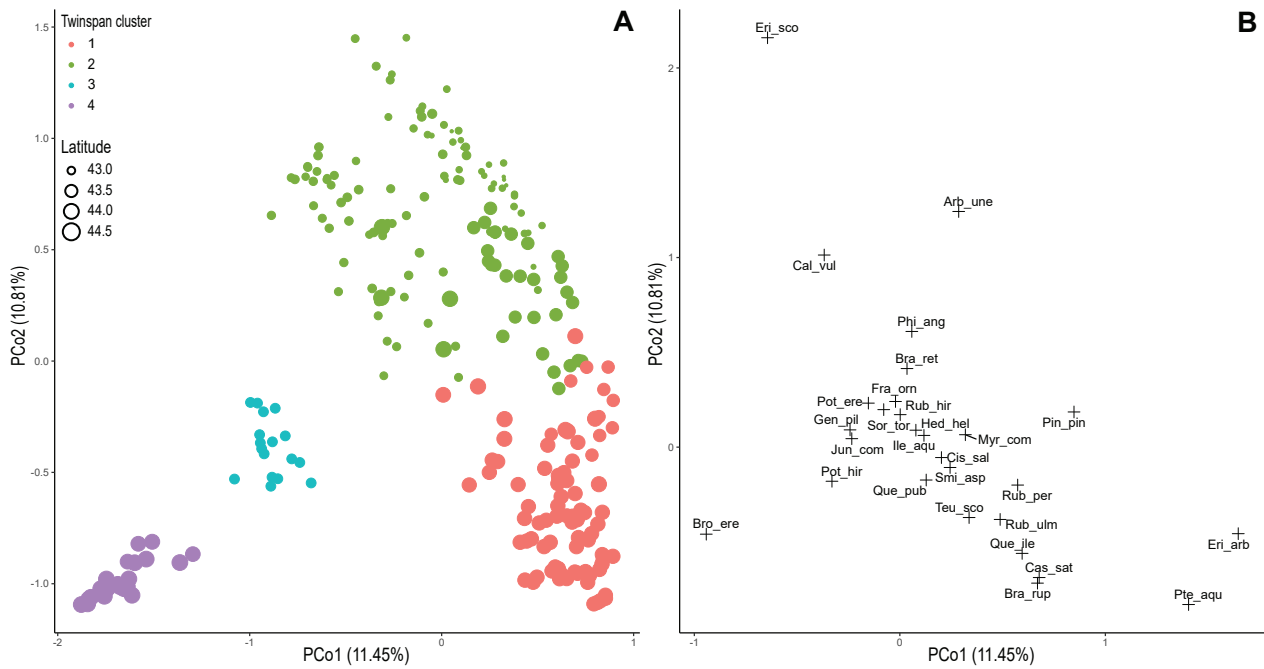 A
Twinspan cluster
1
2
3
4
Latitude
43.0
43.5
44.0
44.5
1.5
1.0
0.5
0.0
-0.5
-1.0
PCo2 (10.81%)
-2
-1
0
1
PCo1 (11.45%)
B
Eri_sco
Arb_une
Cal_vul
Phi_ang
Bra_ret
Fra_orn
Pot_ere
Rub_hir
Gen_pil
Sor_tor
Hed_hel
Pin_pin
Jun_com
Ile_aqu
Myr_com
Cis_sal
Pot_hir
Smi_asp
Que_pub
Rub_per
Teu_sco
Bro_ere
Rub_ulm
Que_ile
Eri_arb
Cas_sat
Bra_rup
Pte_aqu
2
1
0
PCo2 (10.81%)
-1
0
1
PCo1 (11.45%)